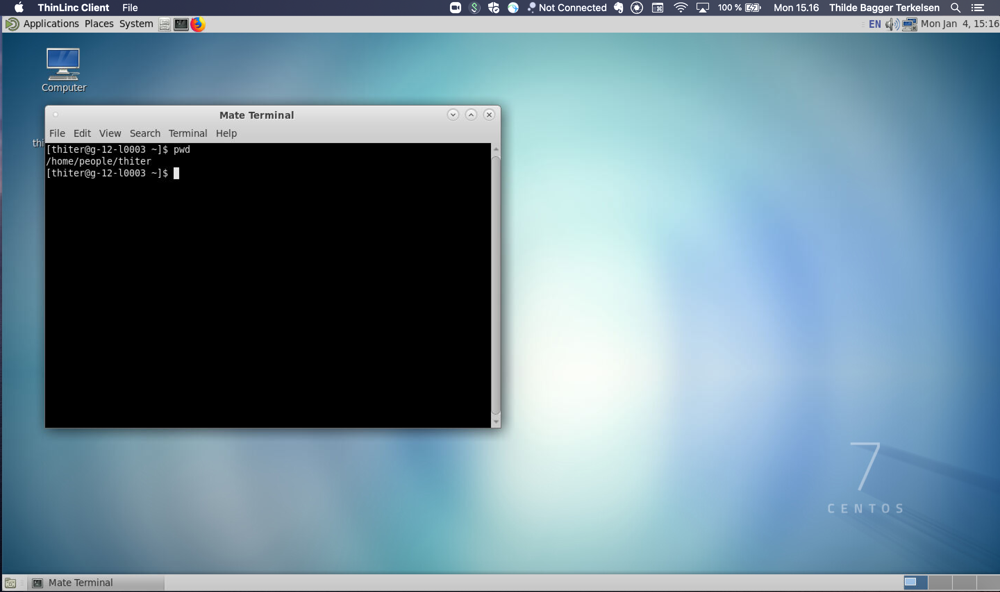 ThinLinc Client File Not Connected 100 % Mon 15.16 Thilde Bagger Terkelsen
Applications Places System EN Mon Jan 4, 15:16
Computer
Mate Terminal
File Edit View Search Terminal Help
thi
[thiter@g-12-l0003 ~]$ pwd
/home/people/thiter
[thiter@g-12-l0003 ~]$
7
CENTOS
Mate Terminal